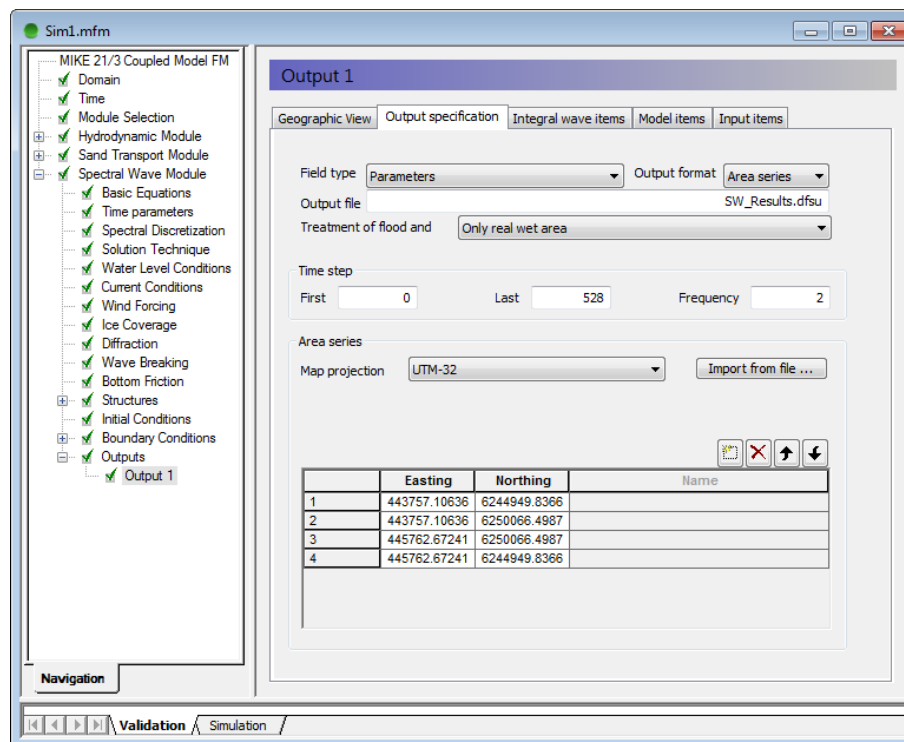 Sim1.mfm
MIKE 21/3 Coupled Model FM
Domain
Time
Module Selection
Hydrodynamic Module
Sand Transport Module
Spectral Wave Module
Basic Equations
Time parameters
Spectral Discretization
Solution Technique
Water Level Conditions
Current Conditions
Wind Forcing
Ice Coverage
Diffraction
Wave Breaking
Bottom Friction
Structures
Initial Conditions
Boundary Conditions
Outputs
Output 1
Navigation
Output 1
Geographic View Output specification Integral wave items Model items Input items
Field type Parameters Output format Area series
Output file SW_Results.dfsu
Treatment of flood and Only real wet area
Time step
First 0 Last 528 Frequency 2
Area series
Map projection UTM-32 Import from file ...
Easting Northing Name
1 443757.10636 6244949.8366
2 443757.10636 6250066.4987
3 445762.67241 6250066.4987
4 445762.67241 6244949.8366
Validation Simulation